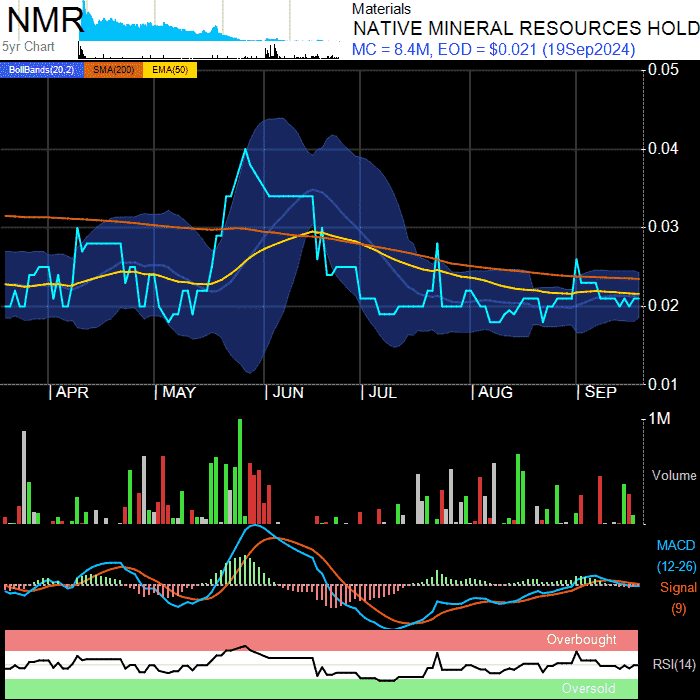 NMR
5yr Chart
Materials
NATIVE MINERAL RESOURCES HOLD
MC = 8.4M, EOD = $0.021 (19Sep2024)
BollBands(20,2) SMA(200) EMA(50)
0.05
0.04
0.03
0.02
0.01
APR MAY JUN JUL AUG SEP
1M
Volume
MACD
(12-26)
Signal
(9)
Overbought
RSI(14)
Oversold